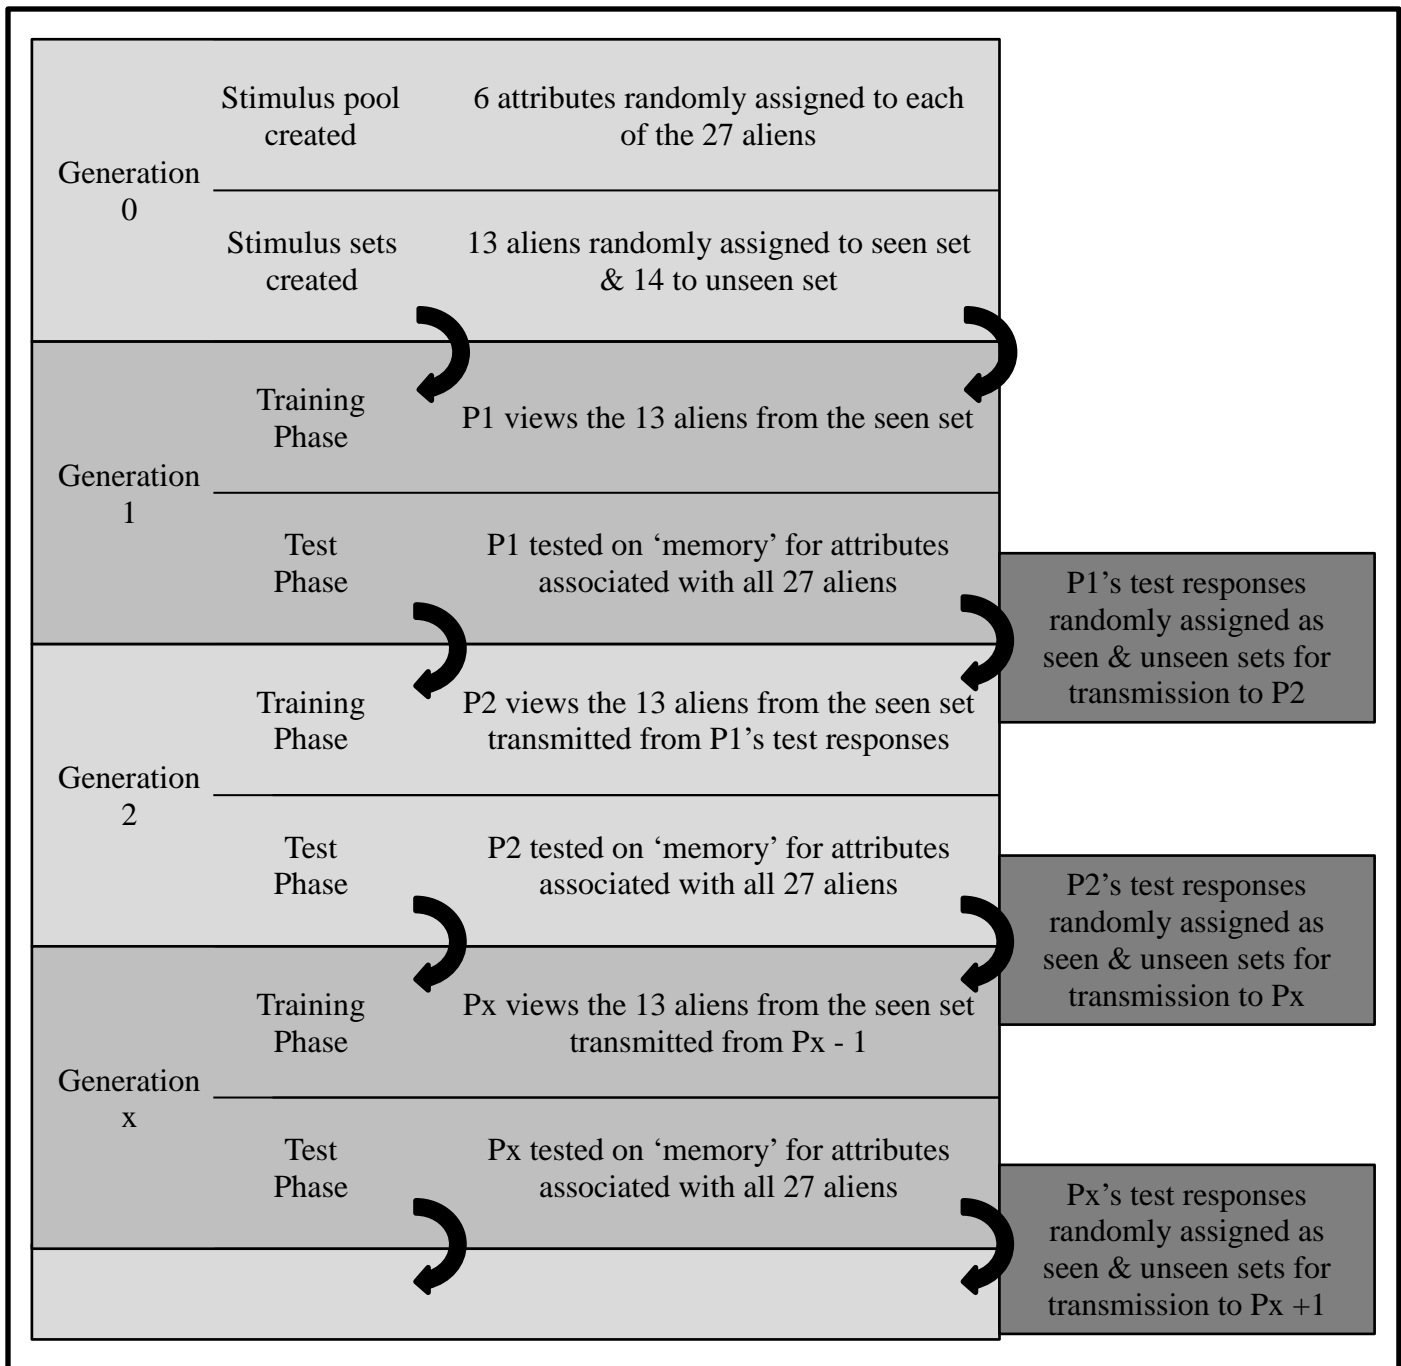 Stimulus pool
created
6 attributes randomly assigned to each
of the 27 aliens
Generation
0
Stimulus sets
created
13 aliens randomly assigned to seen set
& 14 to unseen set
Training
Phase
P1 views the 13 aliens from the seen set
Generation
1
Test
Phase
P1 tested on ‘memory’ for attributes
associated with all 27 aliens
P1’s test responses
randomly assigned as
seen & unseen sets for
transmission to P2
Training
Phase
P2 views the 13 aliens from the seen set
transmitted from P1’s test responses
Generation
2
Test
Phase
P2 tested on ‘memory’ for attributes
associated with all 27 aliens
P2’s test responses
randomly assigned as
seen & unseen sets for
transmission to Px
Training
Phase
Px views the 13 aliens from the seen set
transmitted from Px - 1
Generation
x
Test
Phase
Px tested on ‘memory’ for attributes
associated with all 27 aliens
Px’s test responses
randomly assigned as
seen & unseen sets for
transmission to Px +1